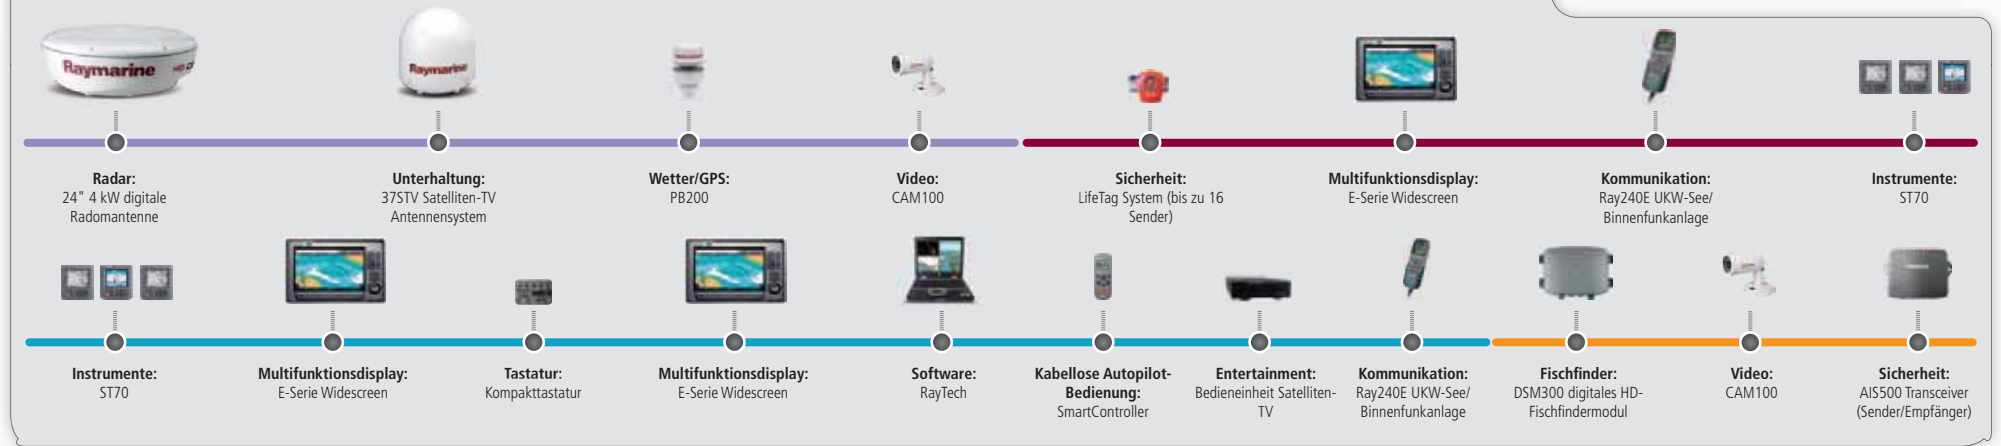 Raymarine HD
Raymarine
Radar:
24" 4 kW digitale
Radomantenne
Unterhaltung:
37STV Satelliten-TV
Antennensystem
Wetter/GPS:
PB200
Video:
CAM100
Sicherheit:
LifeTag System (bis zu 16
Sender)
Multifunktionsdisplay:
E-Serie Widescreen
Kommunikation:
Ray240E UKW-See/
Binnenfunkanlage
Instrumente:
ST70
Instrumente:
ST70
Multifunktionsdisplay:
E-Serie Widescreen
Tastatur:
Kompakttastatur
Multifunktionsdisplay:
E-Serie Widescreen
Software:
RayTech
Kabellose Autopilot-
Bedienung:
SmartController
Entertainment:
Bedieneinheit Satelliten-
TV
Kommunikation:
Ray240E UKW-See/
Binnenfunkanlage
Fischfinder:
DSM300 digitales HD-
Fischfindermodul
Video:
CAM100
Sicherheit:
AIS500 Transceiver
(Sender/Empfänger)